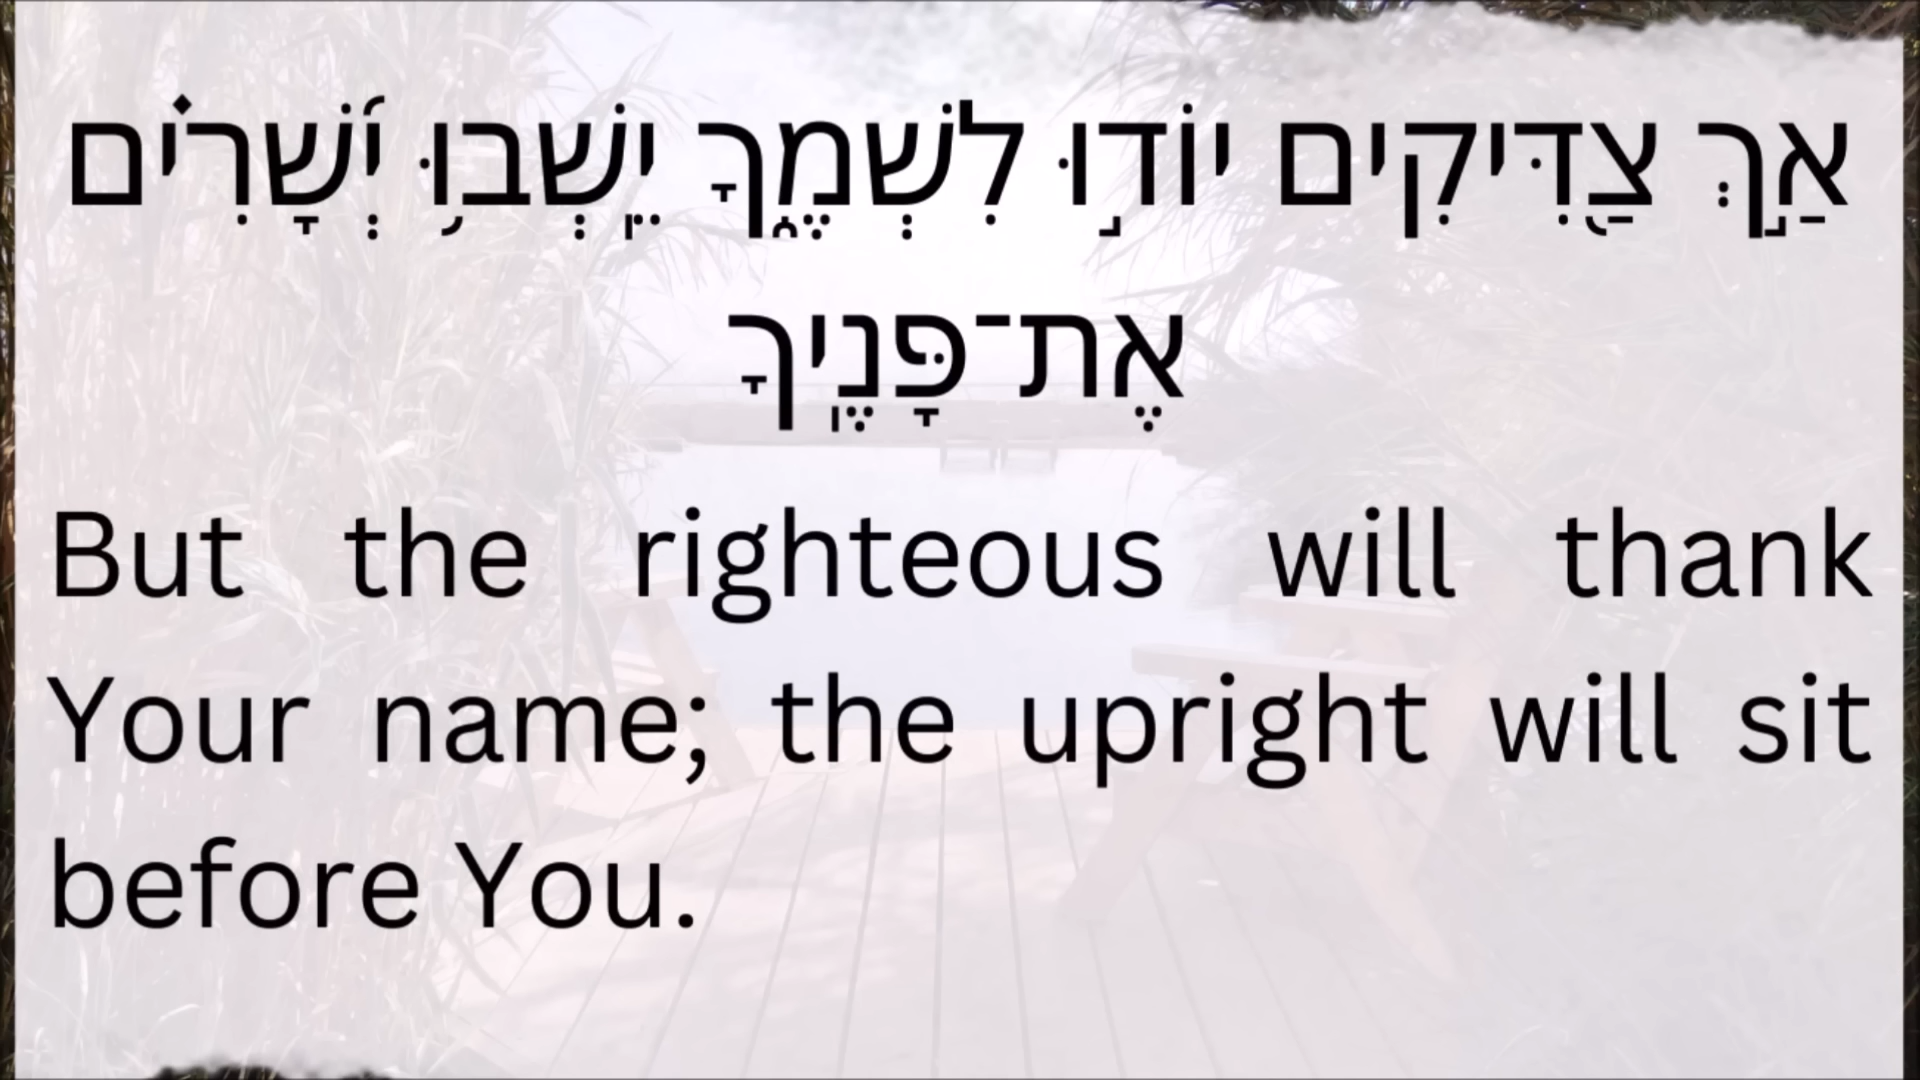 אַ֣ךְ צַ֭דִּיקִים יוֹד֣וּ לִשְׁמֶ֑ךָ יֵֽשְׁב֥וּ יְ֝שָׁרִ֗ים
אֶת־פָּנֶֽיךָ
But the righteous will thank
Your name; the upright will sit
before You.